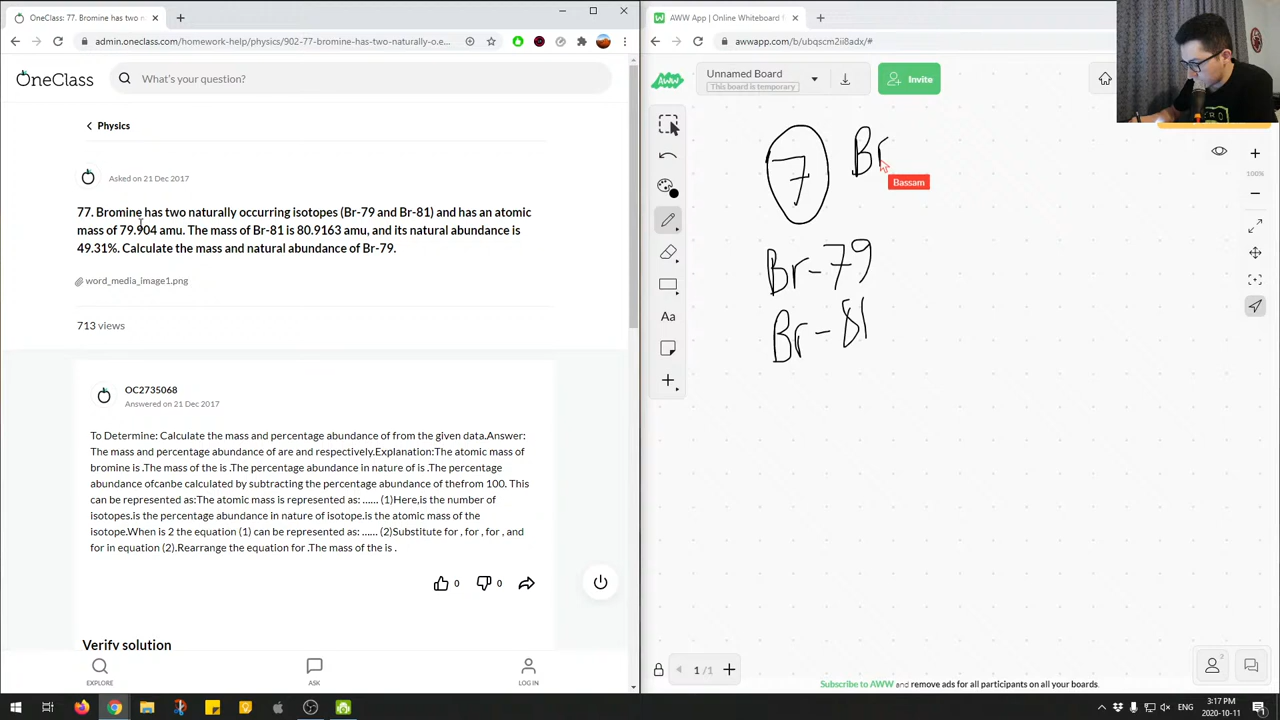 OneClass: 77. Bromine has two n
AWW App | Online Whiteboard f
admin.oneclass.com/homework-help/physics/902-77-bromine-has-two-naturally-o.e...
awwapp.com/b/ubqscm2ii8adx/#
OneClass
What's your question?
Unnamed Board
This board is temporary
Invite
Physics
Asked on 21 Dec 2017
77. Bromine has two naturally occurring isotopes (Br-79 and Br-81) and has an atomic
mass of 79.904 amu. The mass of Br-81 is 80.9163 amu, and its natural abundance is
49.31%. Calculate the mass and natural abundance of Br-79.
word_media_image1.png
713 views
OC2735068
Answered on 21 Dec 2017
To Determine: Calculate the mass and percentage abundance of from the given data.Answer:
The mass and percentage abundance of are and respectively.Explanation:The atomic mass of
bromine is .The mass of the is .The percentage abundance in nature of is .The percentage
abundance ofcanbe calculated by subtracting the percentage abundance of thefrom 100. This
can be represented as:The atomic mass is represented as: ...... (1)Here,is the number of
isotopes.is the percentage abundance in nature of isotope.is the atomic mass of the
isotope.When is 2 the equation (1) can be represented as: ...... (2)Substitute for , for , for , and
for in equation (2).Rearrange the equation for .The mass of the is .
0
0
Verify solution
EXPLORE
ASK
LOG IN
7 Br
Bassam
Br-79
Br-81
Aa
100%
1 /1
Subscribe to AWW and remove ads for all participants on all your boards.
ENG
3:17 PM
2020-10-11